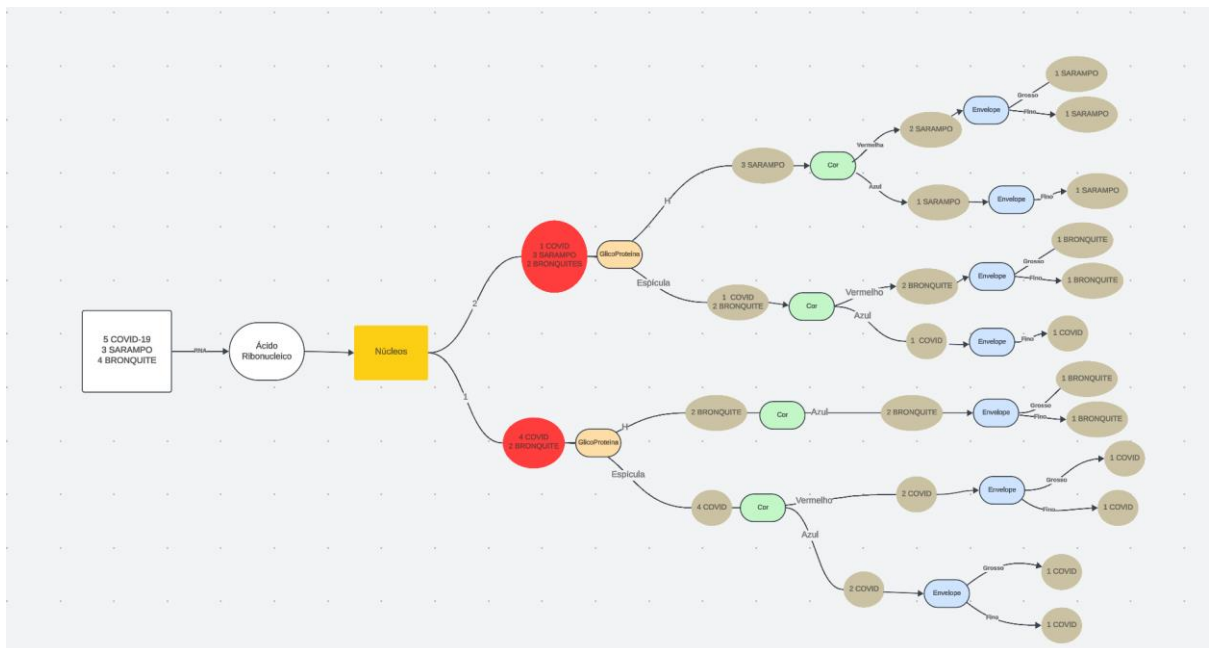 5 COVID-19
3 SARAMPO
4 BRONQUITE
RNA
Ácido
Ribonucleico
Núcleos
2
1
1 COVID
3 SARAMPO
2 BRONQUITES
GlicoProteína
H
Espícula
3 SARAMPO
Cor
Vermelha
Azul
2 SARAMPO
Envelope
Grosso
Fino
1 SARAMPO
1 SARAMPO
1 SARAMPO
Envelope
Fino
1 SARAMPO
1 COVID
2 BRONQUITE
Cor
Vermelho
Azul
2 BRONQUITE
Envelope
Grosso
Fino
1 BRONQUITE
1 BRONQUITE
1 COVID
Envelope
Fino
1 COVID
4 COVID
2 BRONQUITE
GlicoProteína
H
Espícula
2 BRONQUITE
Cor
Azul
2 BRONQUITE
Envelope
Grosso
Fino
1 BRONQUITE
1 BRONQUITE
4 COVID
Cor
Vermelho
Azul
2 COVID
Envelope
Grosso
Fino
1 COVID
1 COVID
2 COVID
Envelope
Grosso
Fino
1 COVID
1 COVID